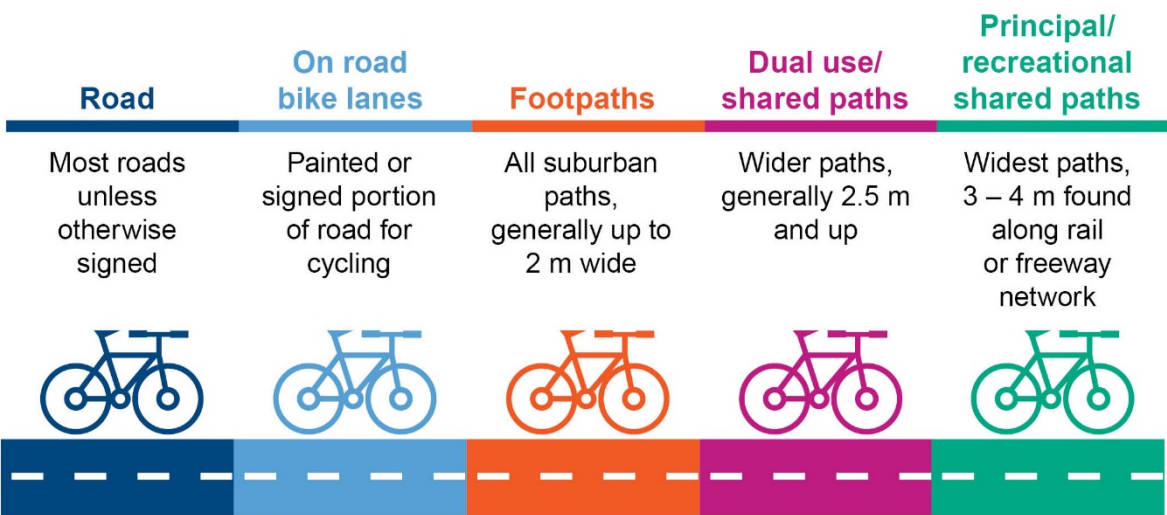 Road
Most roads
unless
otherwise
signed
On road
bike lanes
Painted or
signed portion
of road for
cycling
Footpaths
All suburban
paths,
generally up to
2 m wide
Dual use/
shared paths
Wider paths,
generally 2.5 m
and up
Principal/
recreational
shared paths
Widest paths,
3 – 4 m found
along rail
or freeway
network